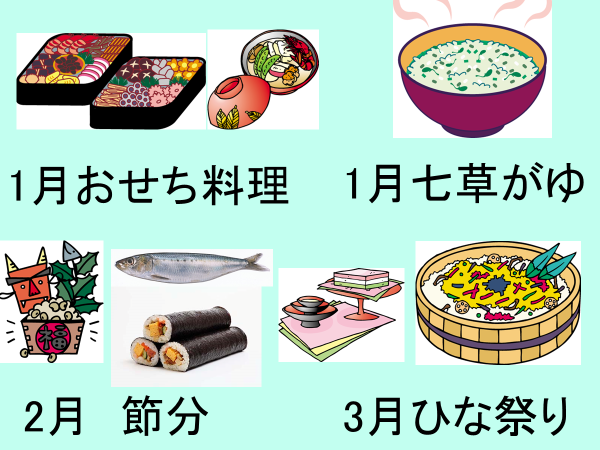 1月おせち料理
1月七草がゆ
福
2月 節分
3月ひな祭り